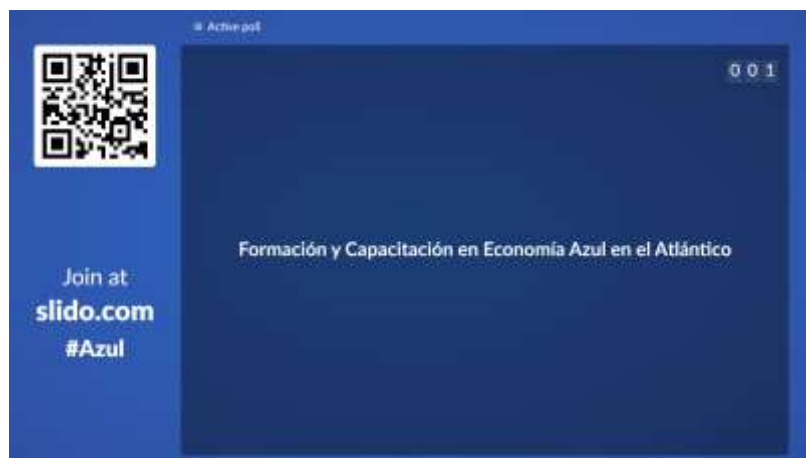 Active poll
0 0 1
Formación y Capacitación en Economía Azul en el Atlántico
Join at
slido.com
#Azul